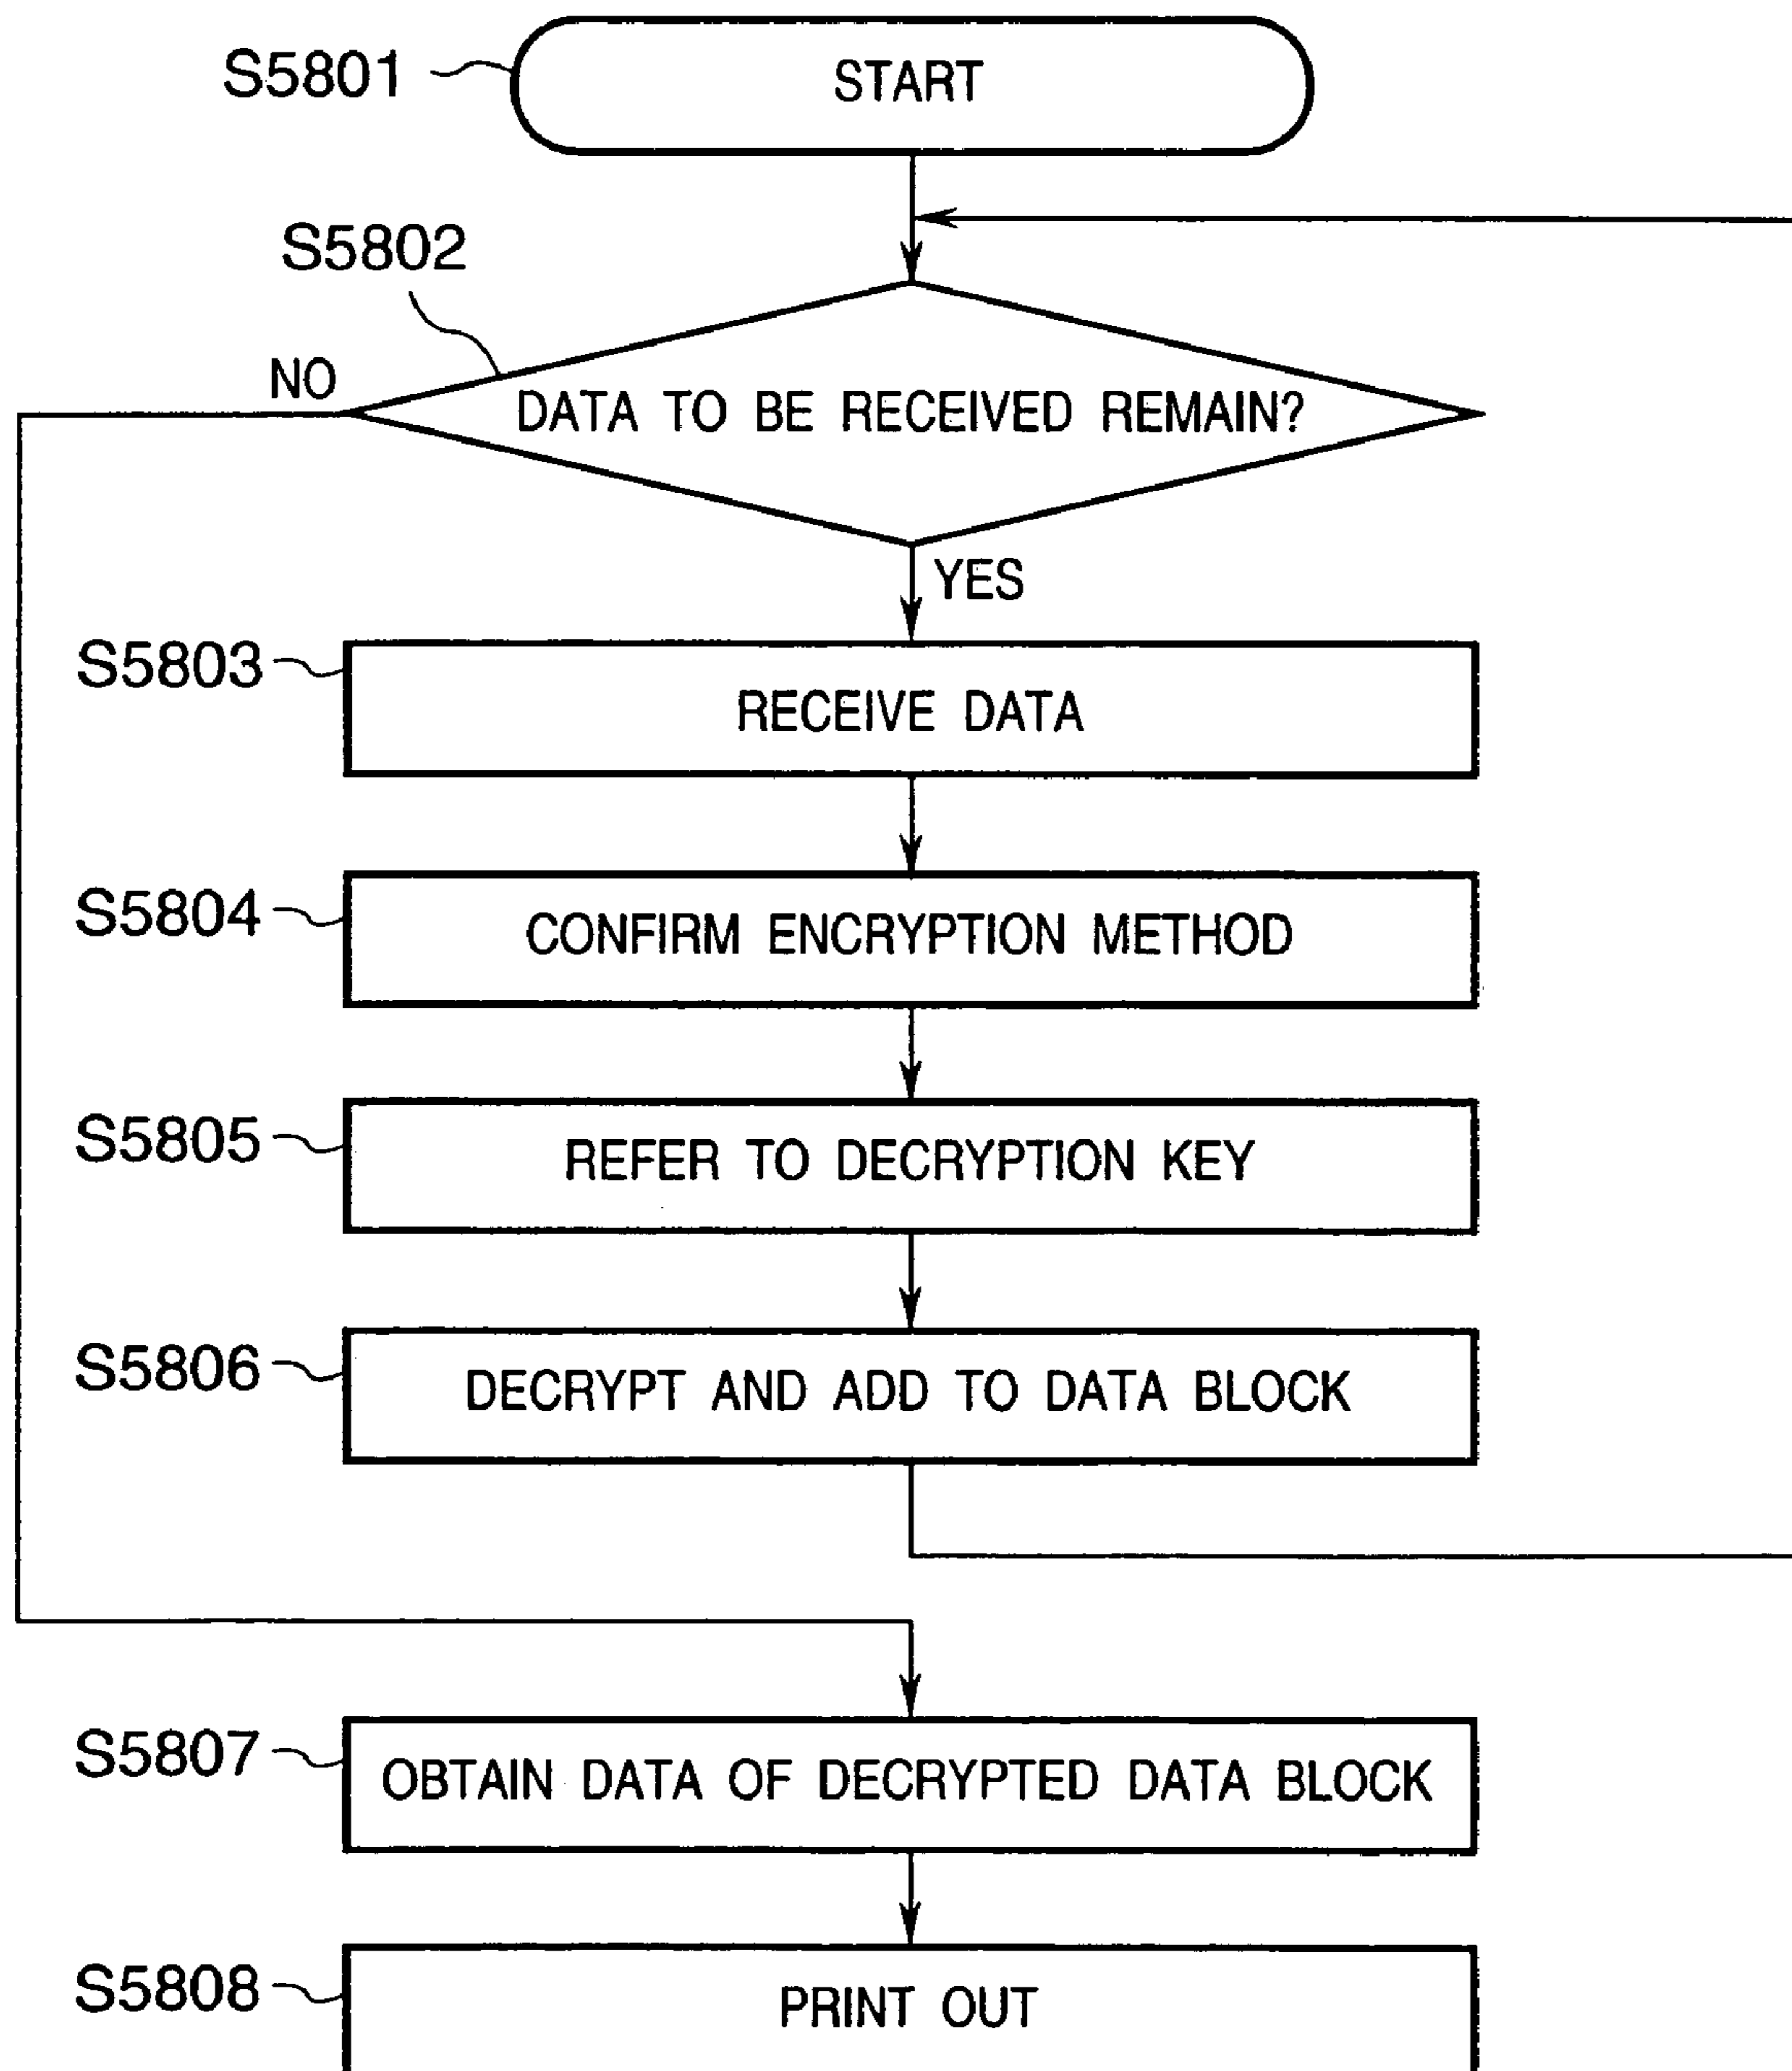 S5801
START
S5802
NO
DATA TO BE RECEIVED REMAIN?
YES
S5803
RECEIVE DATA
S5804
CONFIRM ENCRYPTION METHOD
S5805
REFER TO DECRYPTION KEY
S5806
DECRYPT AND ADD TO DATA BLOCK
S5807
OBTAIN DATA OF DECRYPTED DATA BLOCK
S5808
PRINT OUT